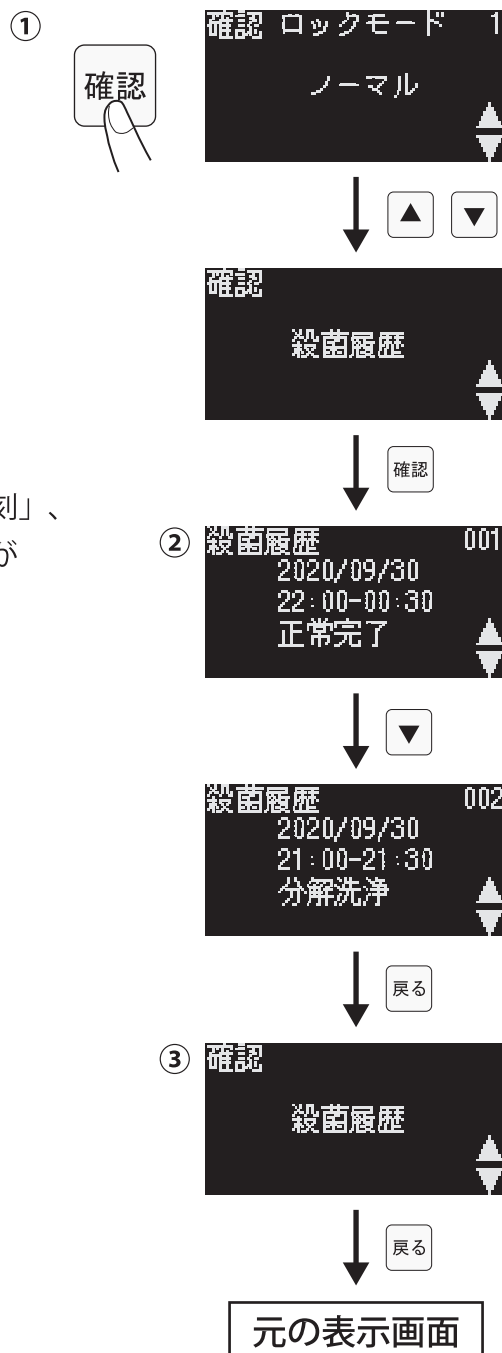 ①
確認
確認 ロックモード 1
ノーマル
▲ ▼
確認
殺菌履歴
確認
刻」、
が
② 殺菌履歴 001
2020/09/30
22:00-00:30
正常完了
▼
殺菌履歴 002
2020/09/30
21:00-21:30
分解洗浄
戻る
③ 確認
殺菌履歴
戻る
元の表示画面